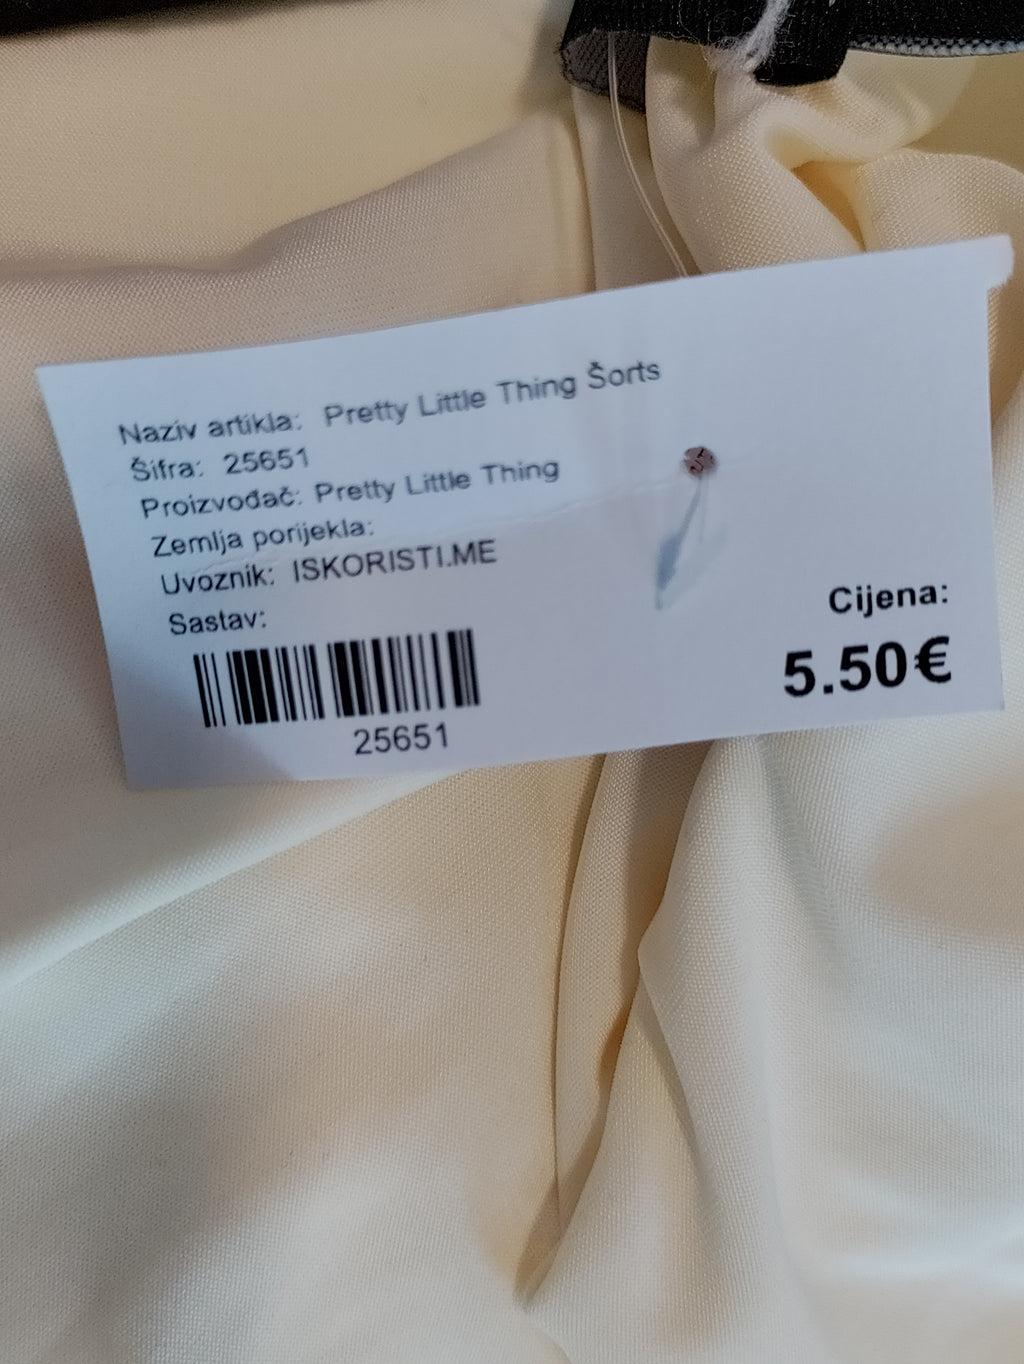 Naziv artikla: Pretty Little Thing Šorts
Šifra: 25651
Proizvođač: Pretty Little Thing
Zemlja porijekla:
Uvoznik: ISKORISTI.ME
Sastav:
25651
Cijena:
5.50€